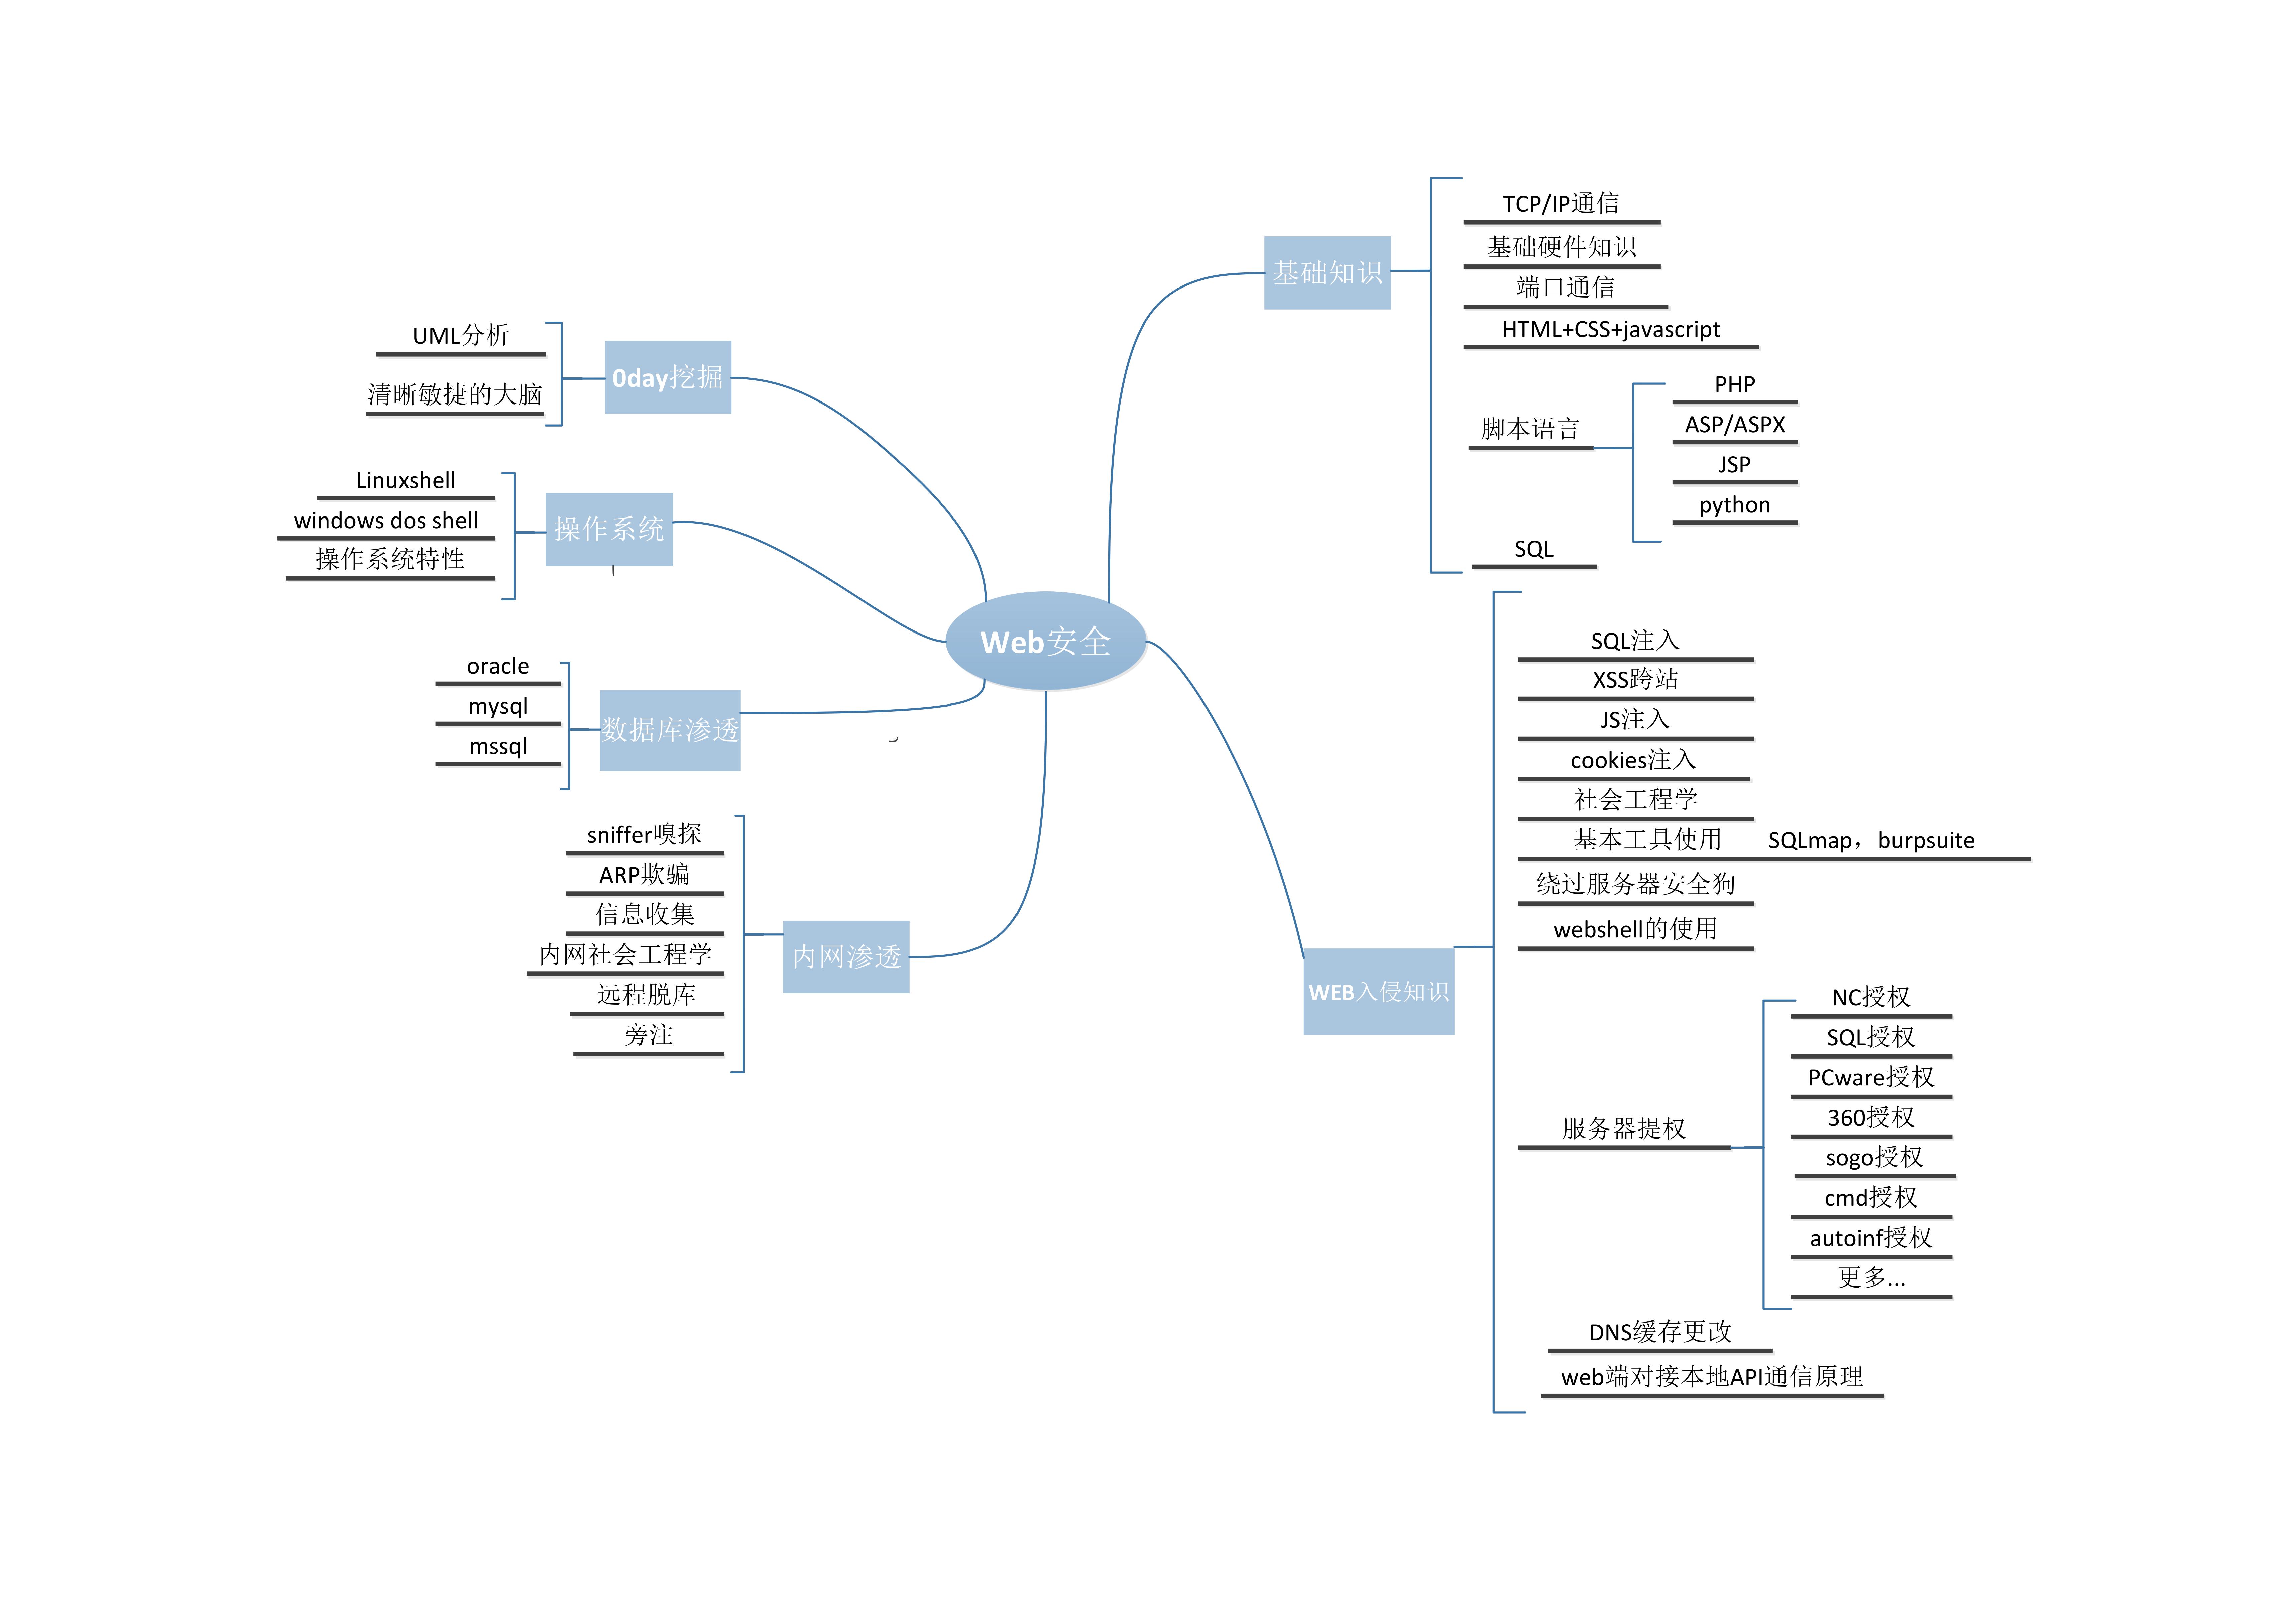 Web安全
基础知识
TCP/IP通信
基础硬件知识
端口通信
HTML+CSS+javascript
脚本语言
PHP
ASP/ASPX
JSP
python
SQL
WEB入侵知识
SQL注入
XSS跨站
JS注入
cookies注入
社会工程学
基本工具使用 SQLmap，burpsuite
绕过服务器安全狗
webshell的使用
服务器提权
NC授权
SQL授权
PCware授权
360授权
sogo授权
cmd授权
autoinf授权
更多...
DNS缓存更改
web端对接本地API通信原理
0day挖掘
UML分析
清晰敏捷的大脑
操作系统
Linuxshell
windows dos shell
操作系统特性
数据库渗透
oracle
mysql
mssql
内网渗透
sniffer嗅探
ARP欺骗
信息收集
内网社会工程学
远程脱库
旁注